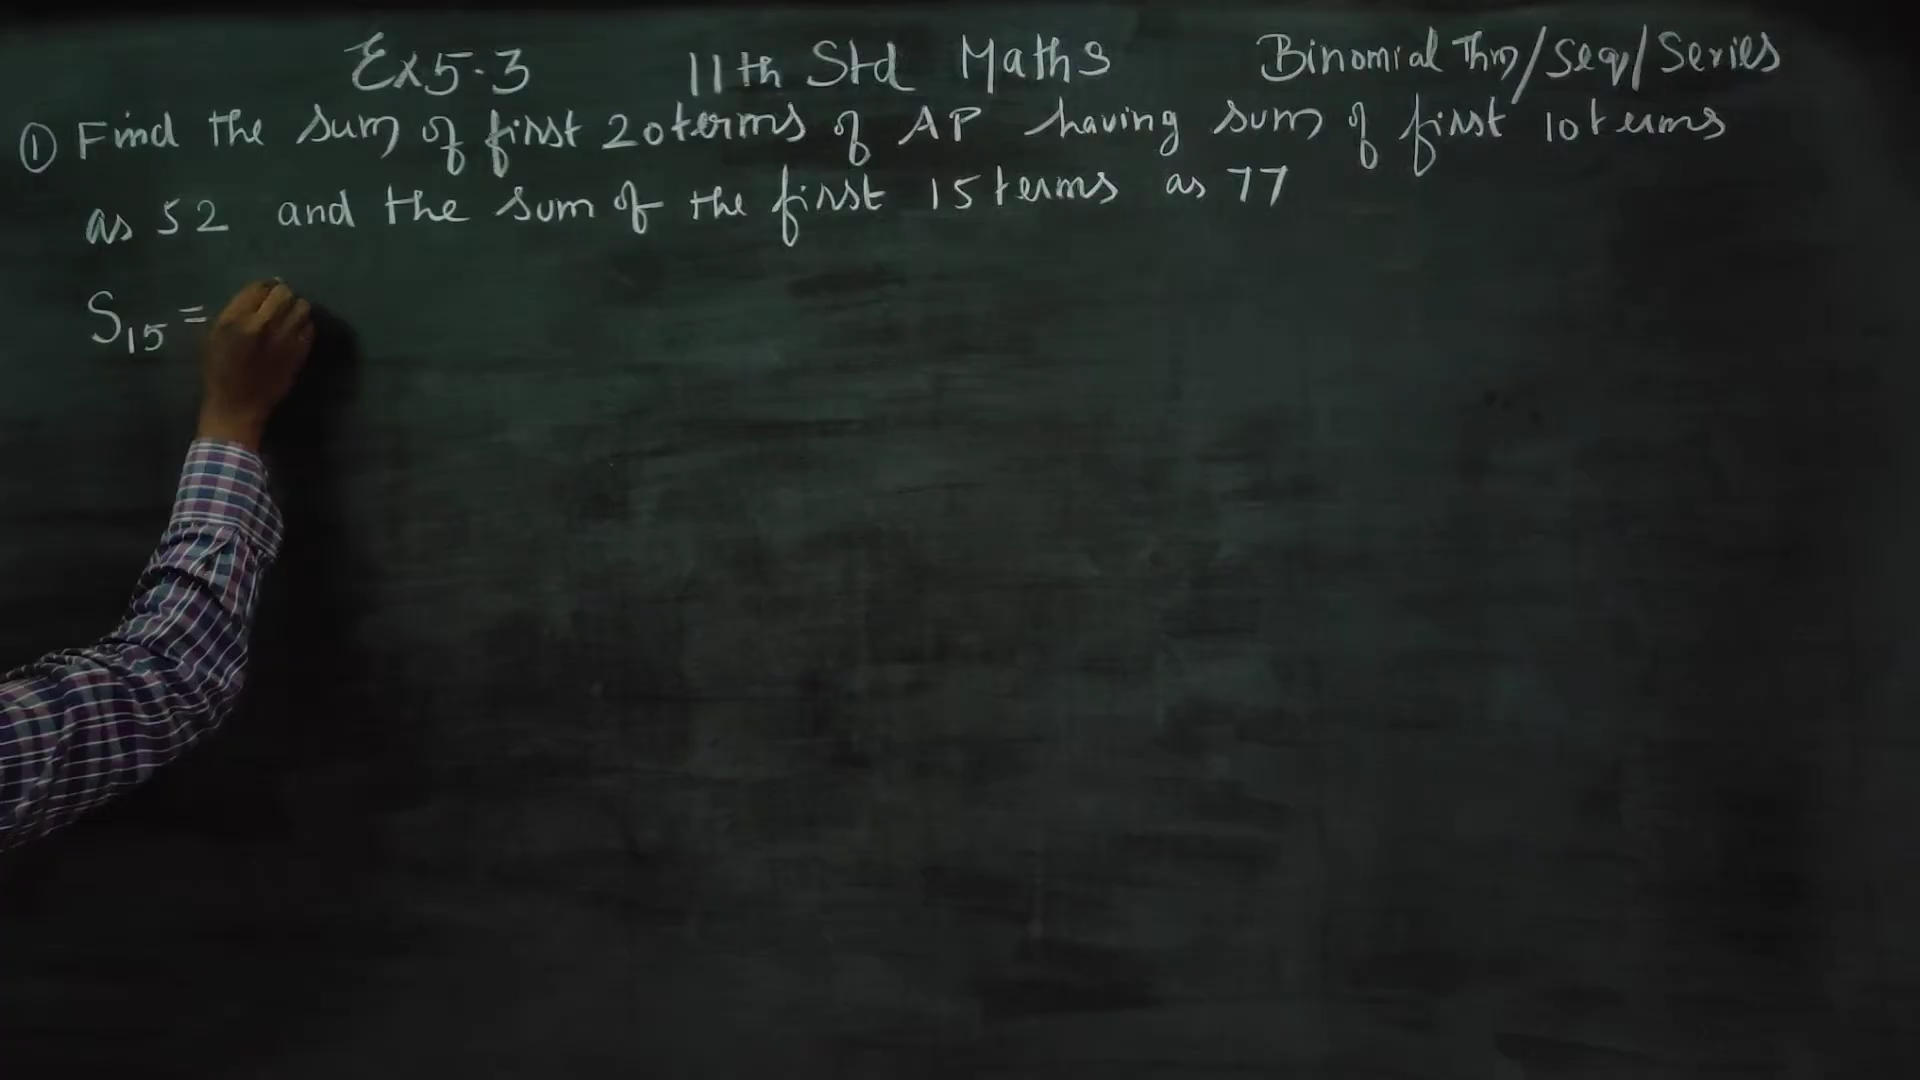 Ex 5.3 11th Std Maths Binomial Thm/Seq/Series
① Find the sum of first 20 terms of AP having sum of first 10 terms
as 52 and the sum of the first 15 terms as 77
S15 =